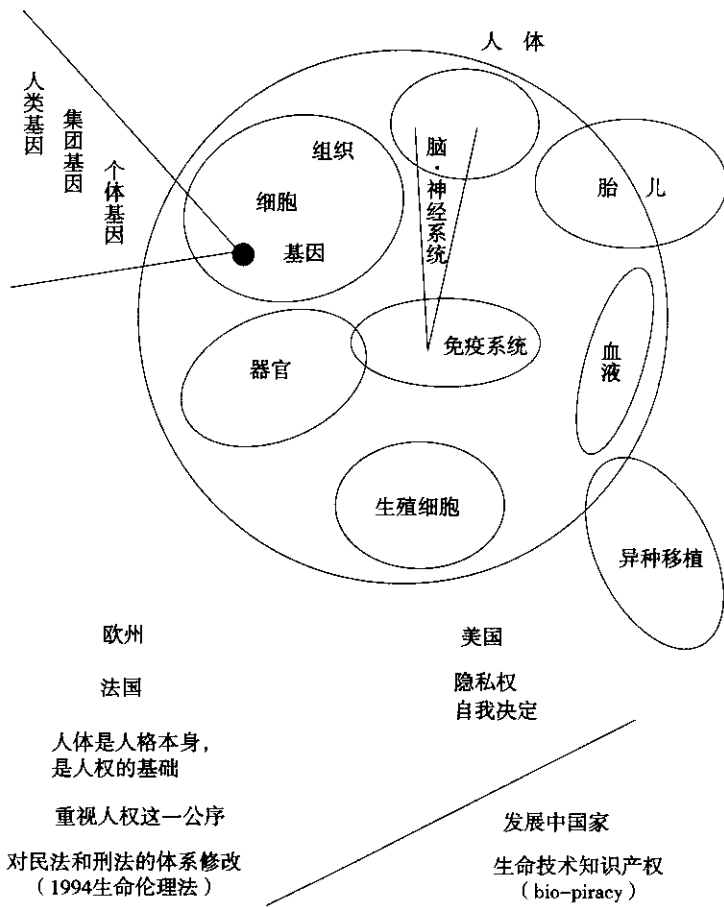 人 体
人类基因
集团基因
个体基因
组织
细胞
基因
脑·神经系统
胎 儿
器官
免疫系统
血液
生殖细胞
异种移植
欧州
美国
法国
隐私权
自我决定
人体是人格本身，
是人权的基础
重视人权这一公序
发展中国家
对民法和刑法的体系修改
（1994生命伦理法）
生命技术知识产权
（bio-piracy）